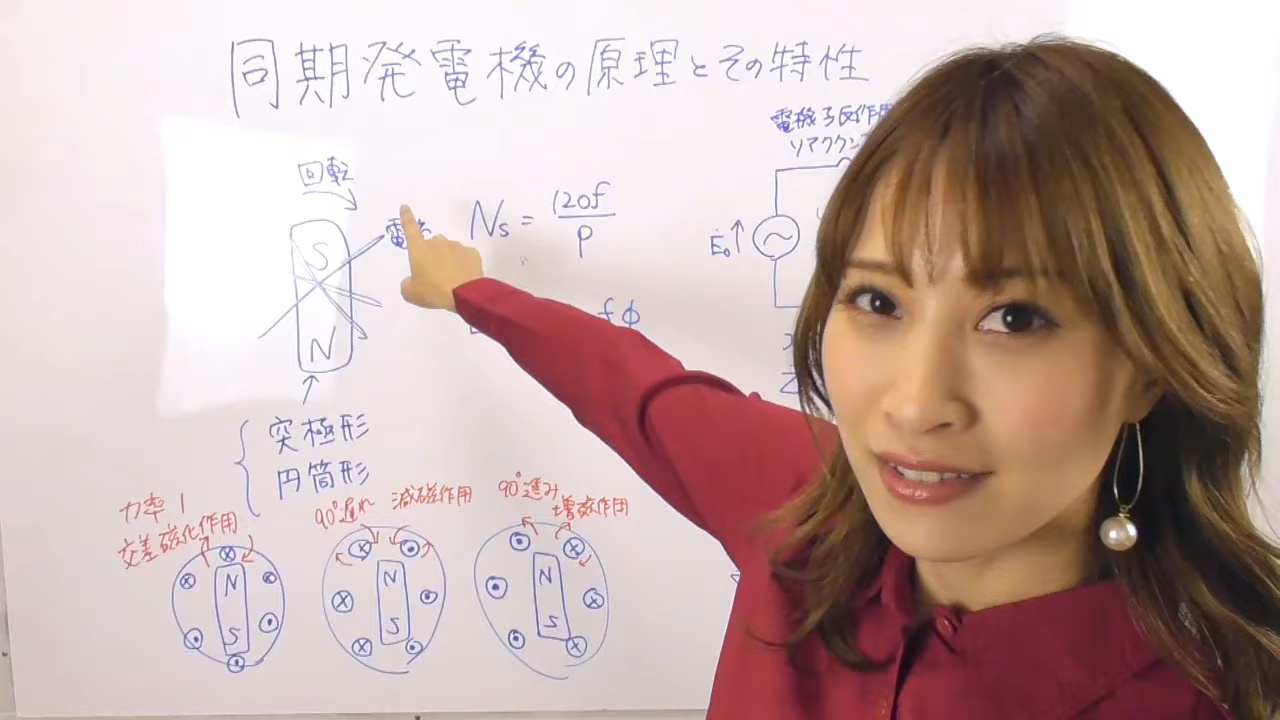 同期発電機の原理とその特性
電機子反作用
リアクタンス
回転
S
N
Ns = 120f/P
fΦ
Ė₀↑
突極形
円筒形
力率 1
交差磁化作用
90°遅れ
減磁作用
90°進み
増磁作用
N
S
N
S
N
S